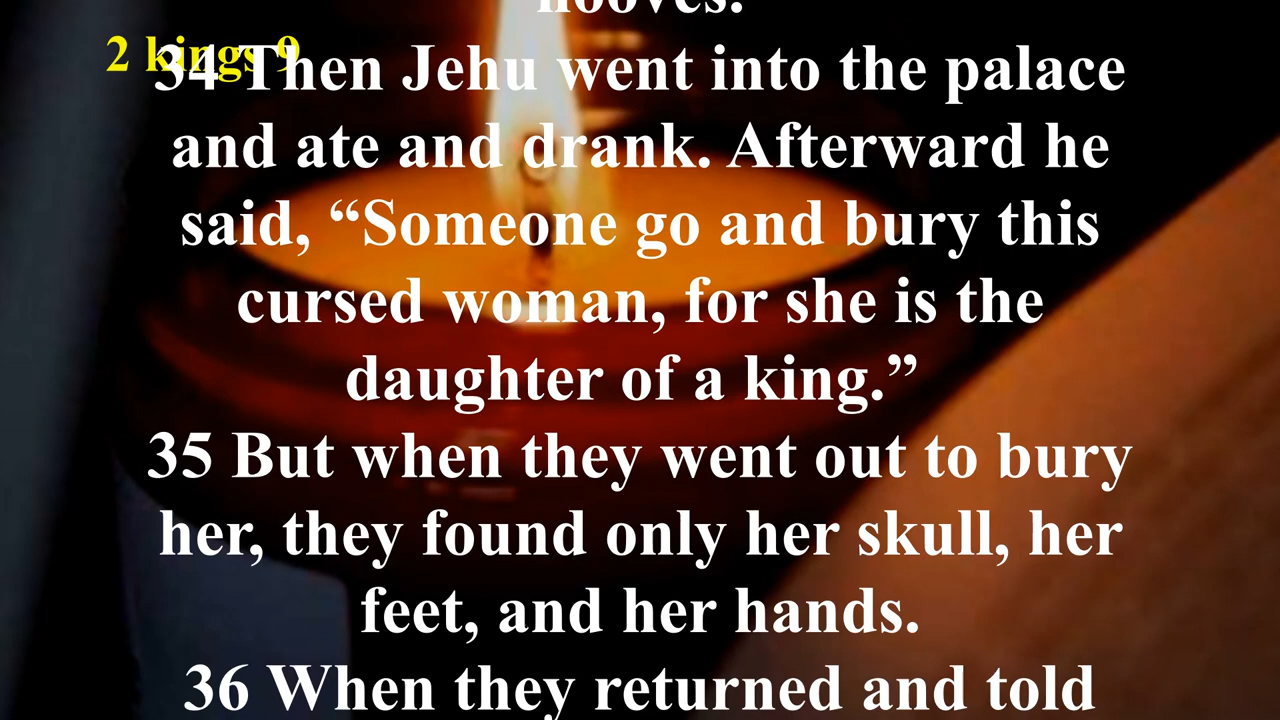 hooves.
2 kings 9
34 Then Jehu went into the palace
and ate and drank. Afterward he
said, “Someone go and bury this
cursed woman, for she is the
daughter of a king.”
35 But when they went out to bury
her, they found only her skull, her
feet, and her hands.
36 When they returned and told